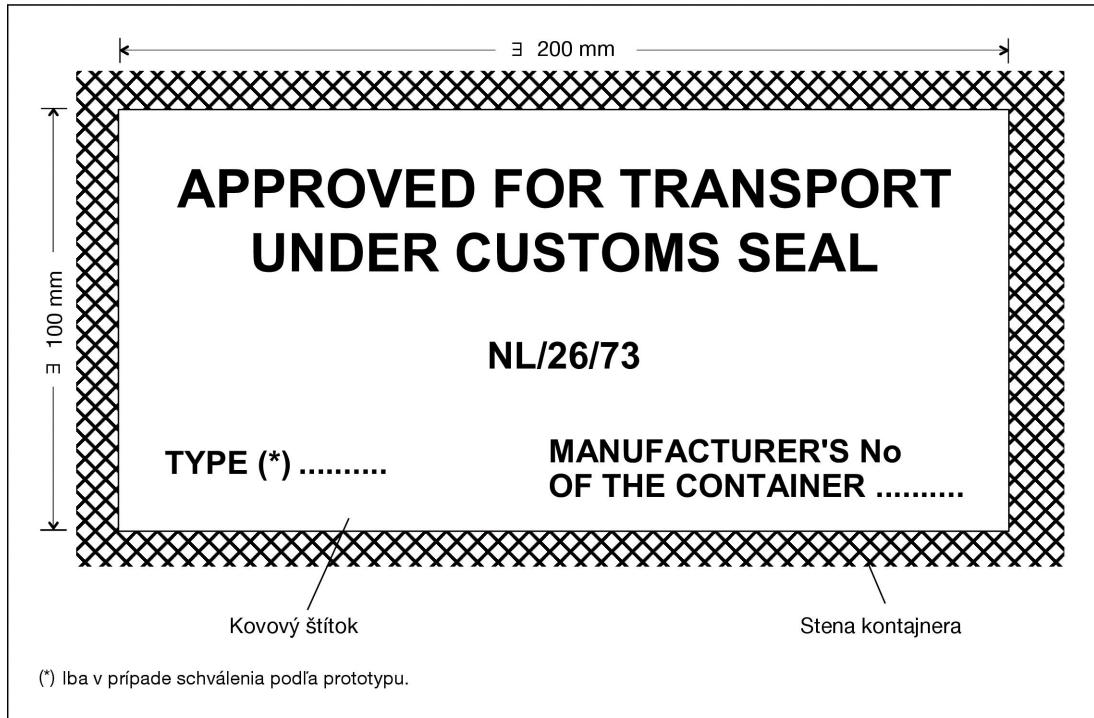 ∃ 200 mm
∃ 100 mm
APPROVED FOR TRANSPORT
UNDER CUSTOMS SEAL
NL/26/73
TYPE (*) ..........
MANUFACTURER'S No
OF THE CONTAINER ..........
Kovový štítok
Stena kontajnera
(*) Iba v prípade schválenia podľa prototypu.